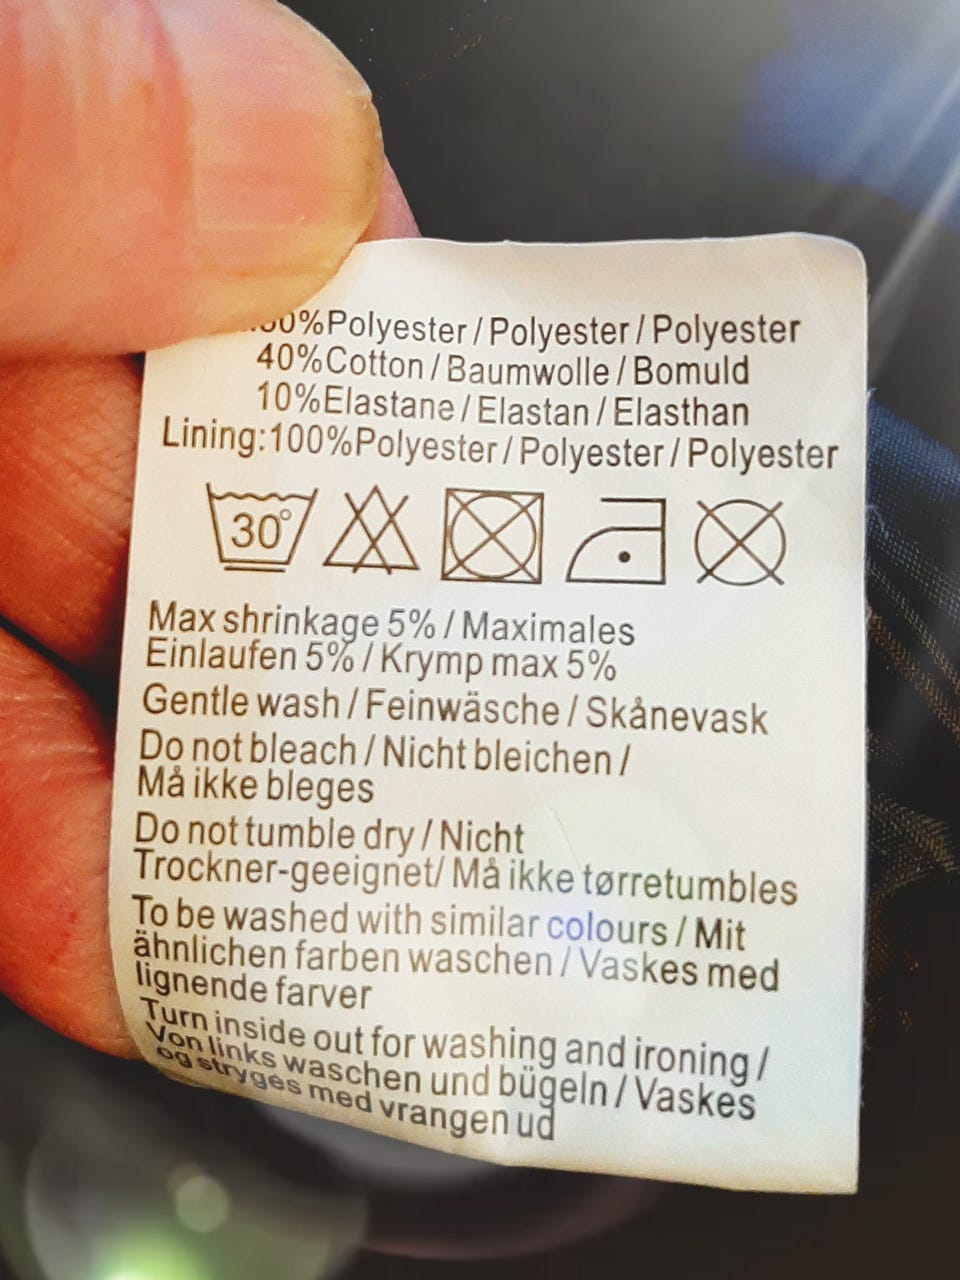 %Polyester / Polyester / Polyester
40%Cotton / Baumwolle / Bomuld
10%Elastane / Elastan / Elasthan
Lining:100%Polyester / Polyester / Polyester
30°
Max shrinkage 5% / Maximales
Einlaufen 5% / Krymp max 5%
Gentle wash / Feinwäsche / Skånevask
Do not bleach / Nicht bleichen /
Må ikke bleges
Do not tumble dry / Nicht
Trockner-geeignet/ Må ikke tørretumbles
To be washed with similar colours / Mit
ähnlichen farben waschen / Vaskes med
lignende farver
Turn inside out for washing and ironing /
Von links waschen und bügeln / Vaskes
og stryges med vrangen ud